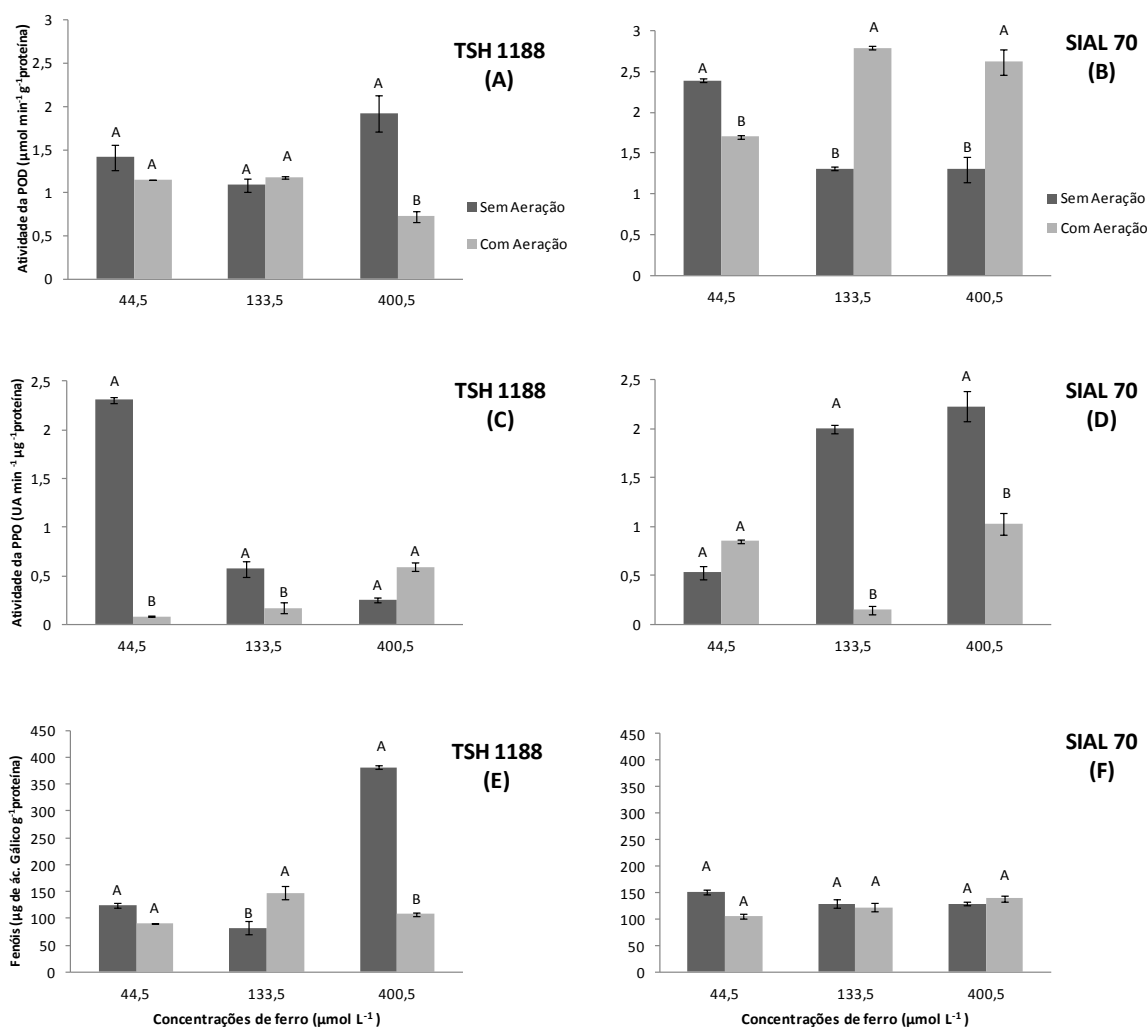 TSH 1188
(A)
Atividade da POD (µmol min⁻¹ g⁻¹proteína)
3
2,5
2
1,5
1
0,5
0
A
A
A
A
A
B
44,5
133,5
400,5
Sem Aeração
Com Aeração
SIAL 70
(B)
3
2,5
2
1,5
1
0,5
0
A
B
B
A
B
A
44,5
133,5
400,5
Sem Aeração
Com Aeração
TSH 1188
(C)
Atividade da PPO (UA min ⁻¹ µg ⁻¹proteína)
2,5
2
1,5
1
0,5
0
A
B
A
B
A
A
44,5
133,5
400,5
SIAL 70
(D)
2,5
2
1,5
1
0,5
0
A
A
A
B
A
B
44,5
133,5
400,5
TSH 1188
(E)
Fenóis (µg de ác. Gálico g⁻¹proteína)
450
400
350
300
250
200
150
100
50
0
A
A
B
A
A
B
44,5
133,5
400,5
Concentrações de ferro (µmol L⁻¹ )
SIAL 70
(F)
450
400
350
300
250
200
150
100
50
0
A
A
A
A
A
A
44,5
133,5
400,5
Concentrações de ferro (µmol L⁻¹ )